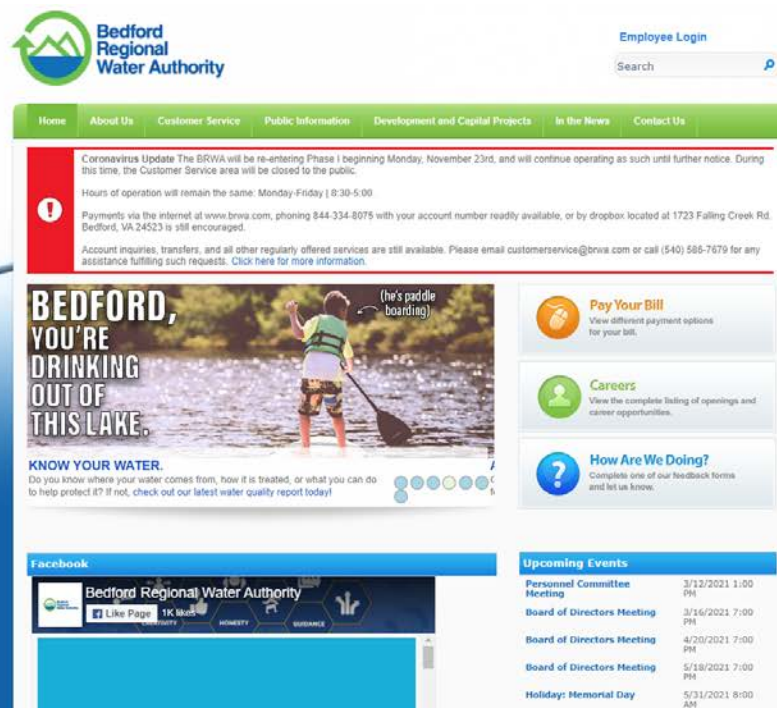 Bedford
Regional
Water Authority
Employee Login
Search
Home About Us Customer Service Public Information Development and Capital Projects In the News Contact Us
Coronavirus Update The BRWA will be re-entering Phase I beginning Monday, November 23rd, and will continue operating as such until further notice. During
this time, the Customer Service area will be closed to the public.
Hours of operation will remain the same: Monday-Friday | 8:30-5:00
Payments via the internet at www.brwa.com, phoning 844-334-8075 with your account number readily available, or by dropbox located at 1723 Falling Creek Rd.
Bedford, VA 24523 is still encouraged.
Account inquiries, transfers, and all other regularly offered services are still available. Please email customerservice@brwa.com or call (540) 586-7679 for any
assistance fulfilling such requests. Click here for more information.
BEDFORD,
YOU'RE
DRINKING
OUT OF
THIS LAKE.
(he's paddle
boarding)
KNOW YOUR WATER.
Do you know where your water comes from, how it is treated, or what you can do
to help protect it? If not, check out our latest water quality report today!
Pay Your Bill
View different payment options
for your bill.
Careers
View the complete listing of openings and
career opportunities.
How Are We Doing?
Complete one of our feedback forms
and let us know.
Facebook
Bedford Regional Water Authority
Like Page 1K likes
CREATIVITY HONESTY GUIDANCE
Upcoming Events
Personnel Committee 3/12/2021 1:00
Meeting PM
Board of Directors Meeting 3/16/2021 7:00
PM
Board of Directors Meeting 4/20/2021 7:00
PM
Board of Directors Meeting 5/18/2021 7:00
PM
Holiday: Memorial Day 5/31/2021 8:00
AM